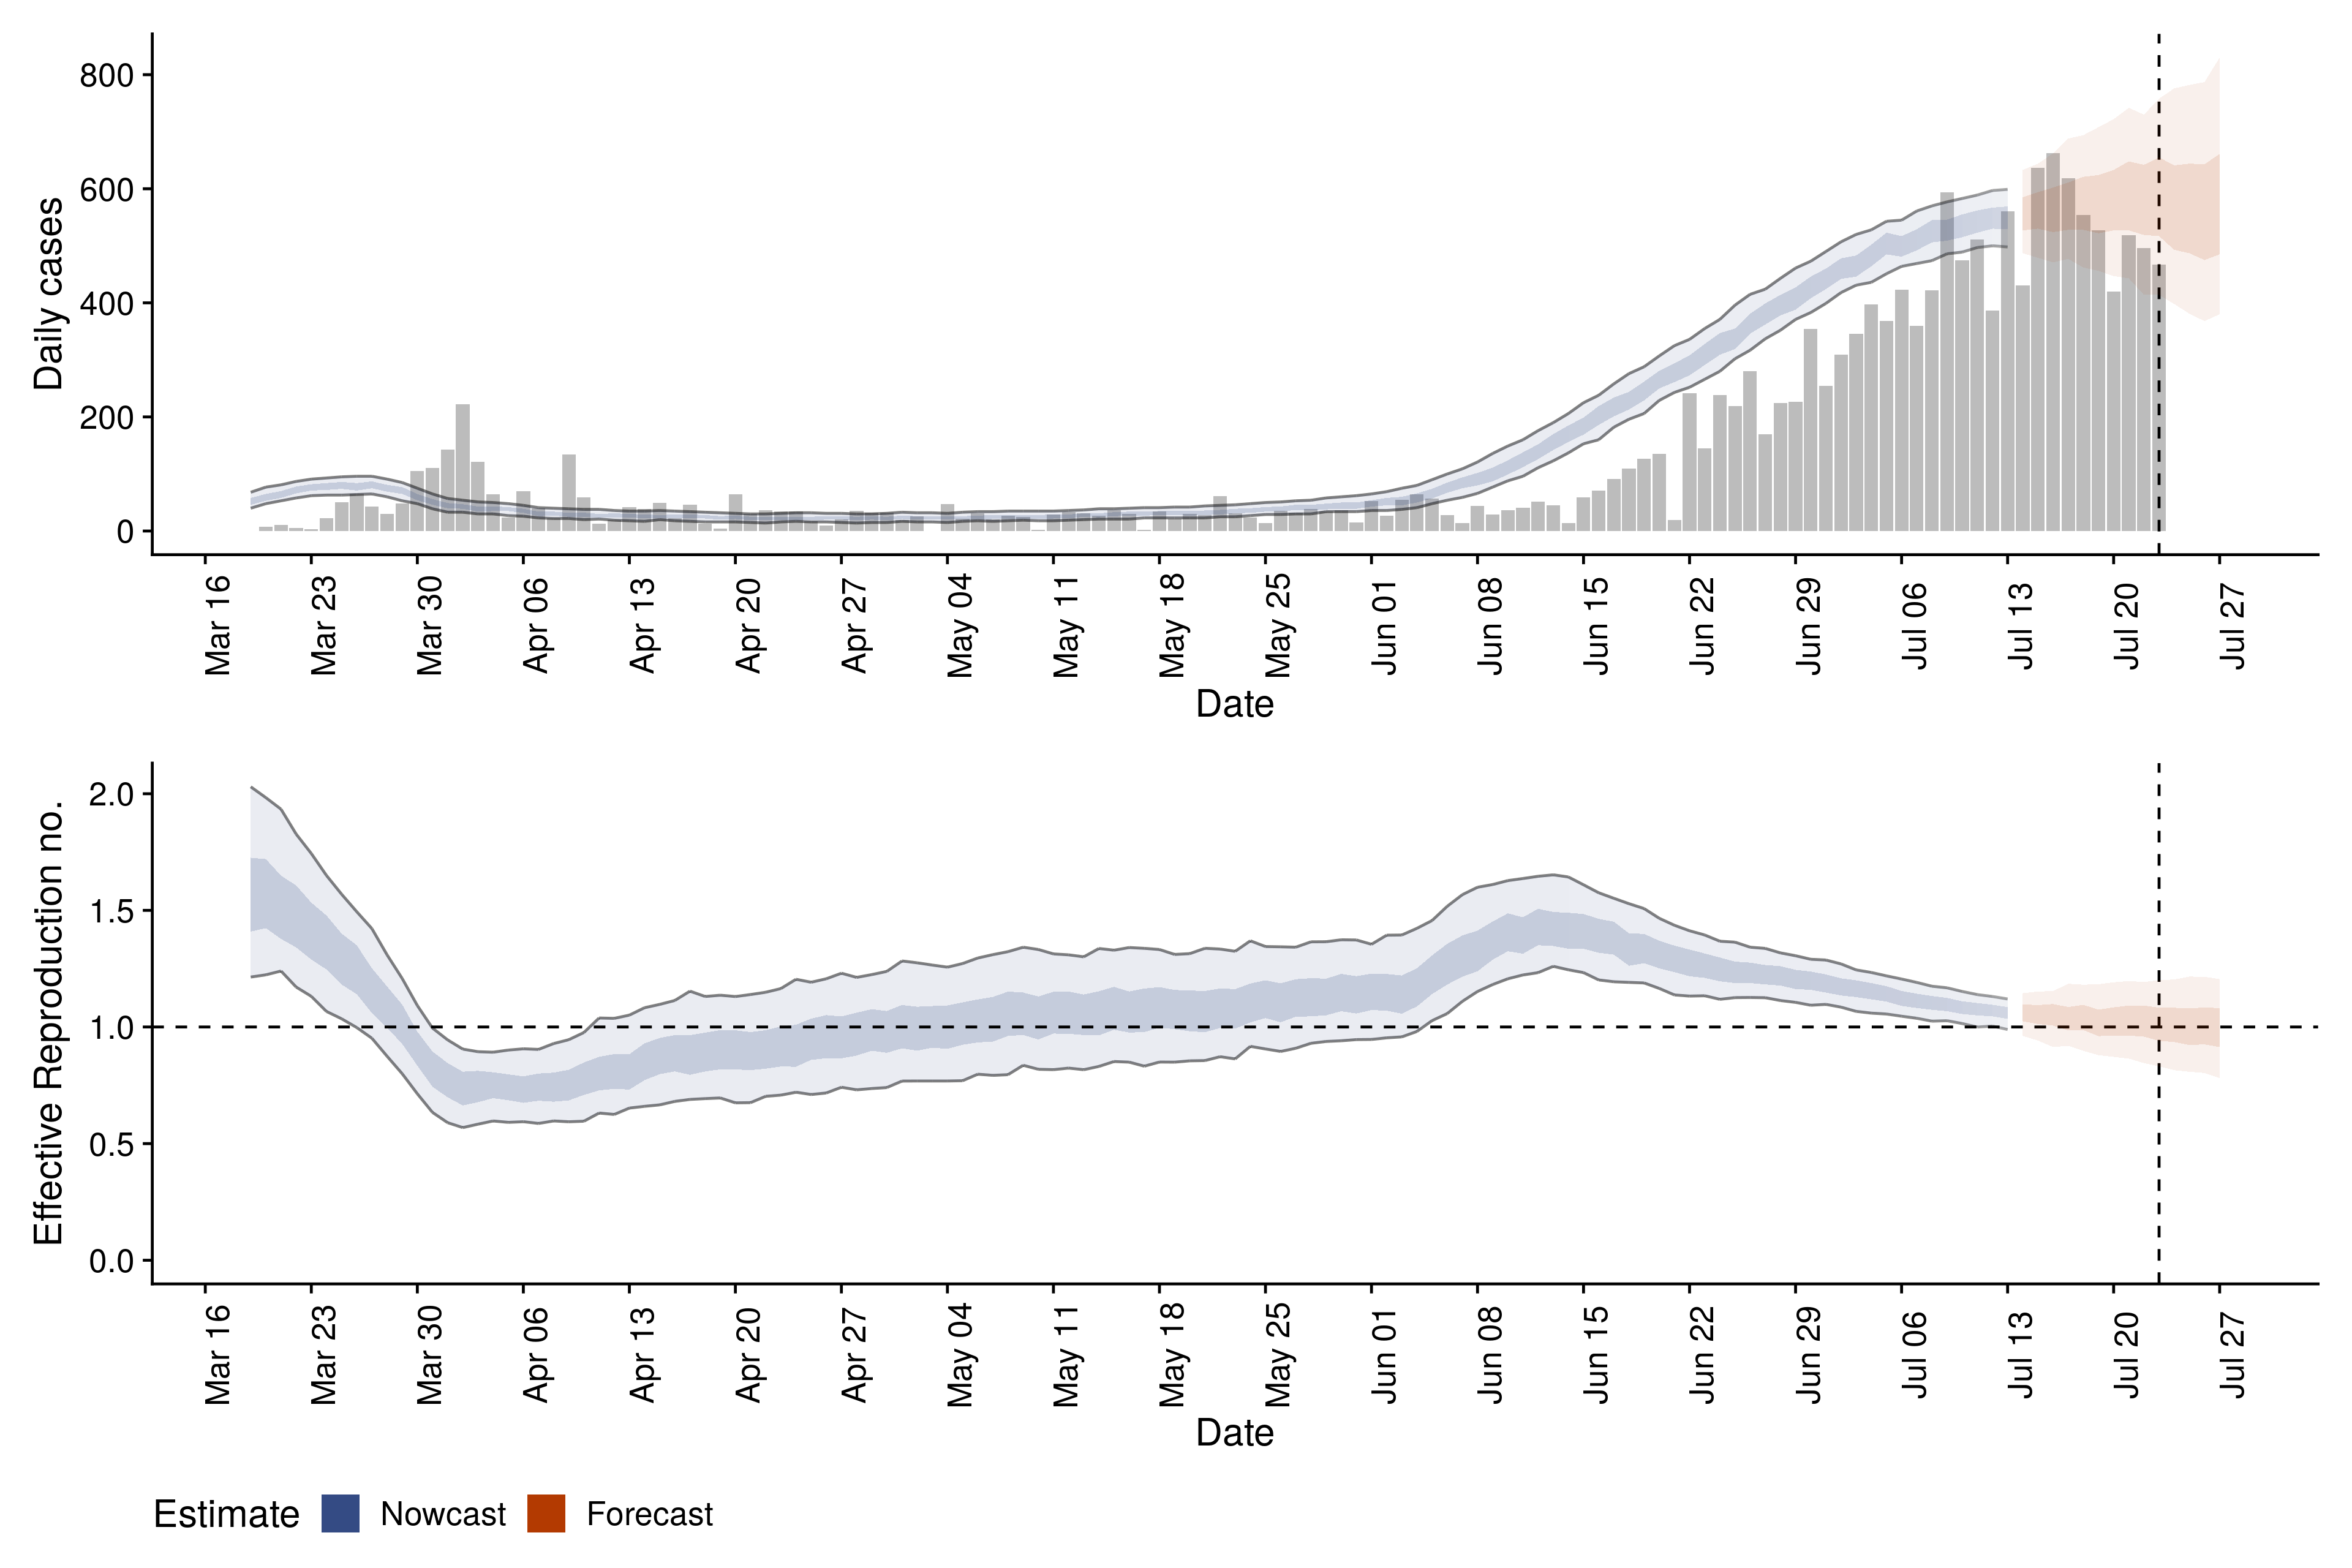 Daily cases
800
600
400
200
0
Mar 16
Mar 23
Mar 30
Apr 06
Apr 13
Apr 20
Apr 27
May 04
May 11
May 18
May 25
Jun 01
Jun 08
Jun 15
Jun 22
Jun 29
Jul 06
Jul 13
Jul 20
Jul 27
Date
Effective Reproduction no.
2.0
1.5
1.0
0.5
0.0
Mar 16
Mar 23
Mar 30
Apr 06
Apr 13
Apr 20
Apr 27
May 04
May 11
May 18
May 25
Jun 01
Jun 08
Jun 15
Jun 22
Jun 29
Jul 06
Jul 13
Jul 20
Jul 27
Date
Estimate Nowcast Forecast